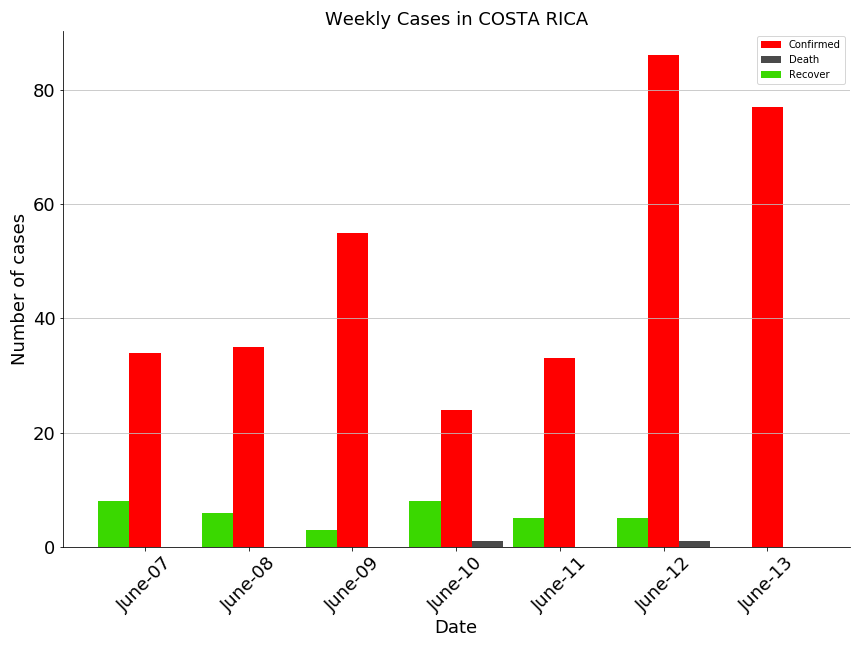 Weekly Cases in COSTA RICA
Confirmed
Death
Recover
Number of cases
80
60
40
20
0
June-07
June-08
June-09
June-10
June-11
June-12
June-13
Date